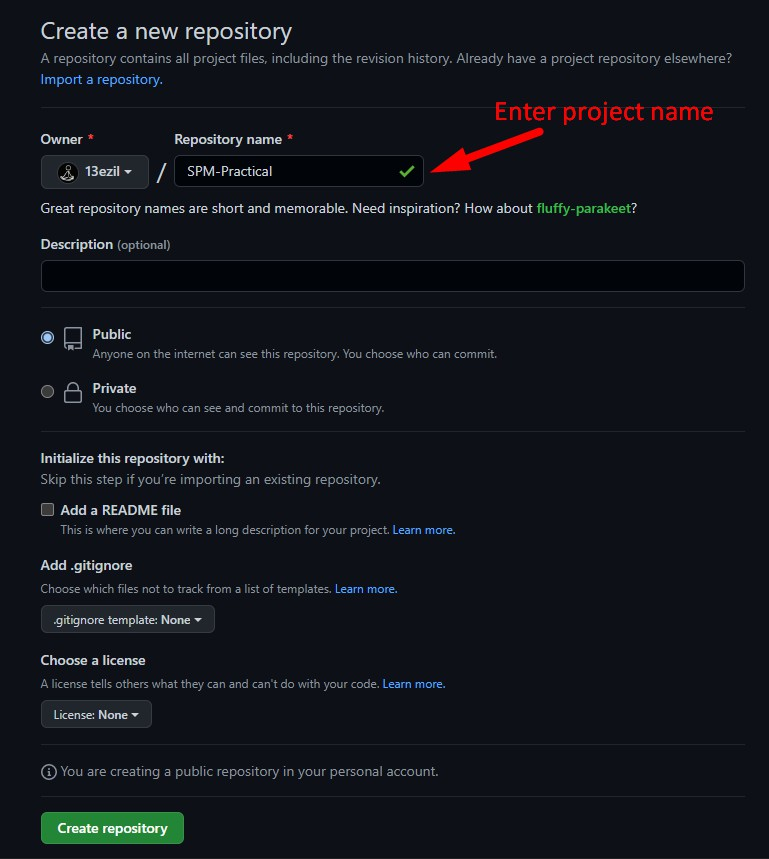 Create a new repository
A repository contains all project files, including the revision history. Already have a project repository elsewhere?
Import a repository.
Enter project name
Owner * Repository name *
13ezil / SPM-Practical
Great repository names are short and memorable. Need inspiration? How about fluffy-parakeet?
Description (optional)
Public
Anyone on the internet can see this repository. You choose who can commit.
Private
You choose who can see and commit to this repository.
Initialize this repository with:
Skip this step if you're importing an existing repository.
Add a README file
This is where you can write a long description for your project. Learn more.
Add .gitignore
Choose which files not to track from a list of templates. Learn more.
.gitignore template: None
Choose a license
A license tells others what they can and can't do with your code. Learn more.
License: None
You are creating a public repository in your personal account.
Create repository